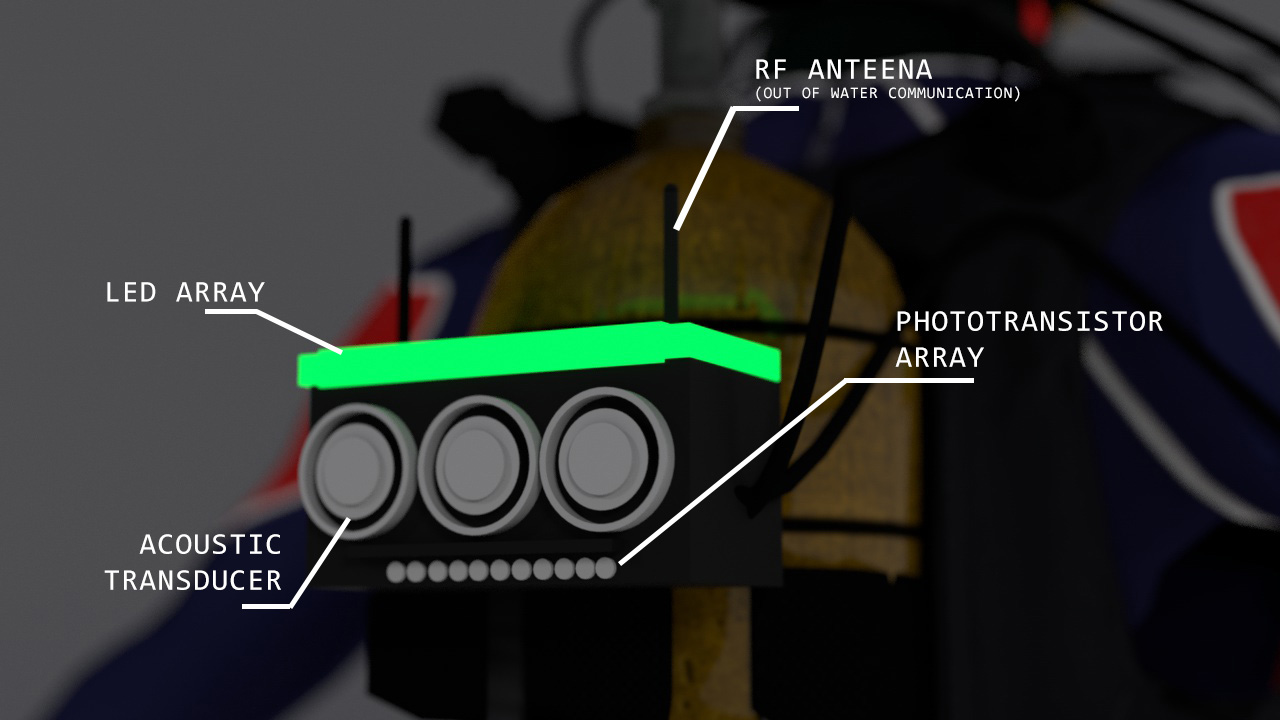 RF ANTEENA
(OUT OF WATER COMMUNICATION)
LED ARRAY
PHOTOTRANSISTOR
ARRAY
ACOUSTIC
TRANSDUCER